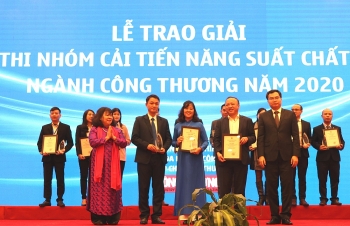 LỄ TRAO GIẢI
THI NHÓM CẢI TIẾN NĂNG SUẤT CHẤT
NGÀNH CÔNG THƯƠNG NĂM 2020